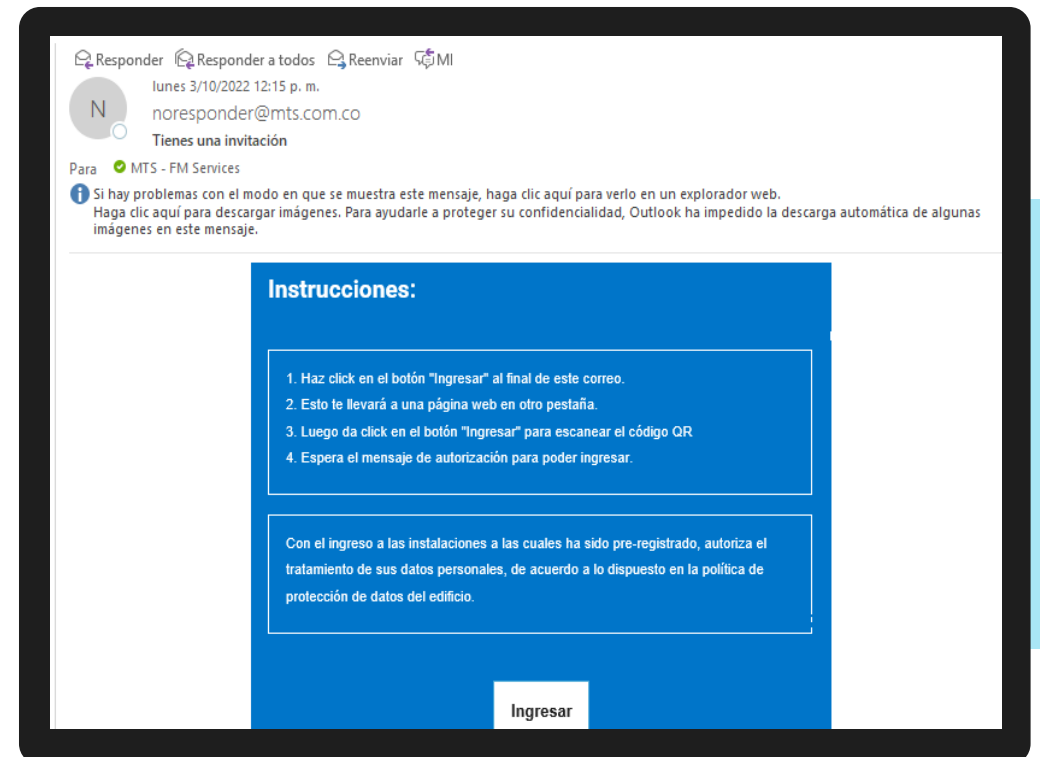 Responder Responder a todos Reenviar MI
lunes 3/10/2022 12:15 p. m.
N
noresponder@mts.com.co
Tienes una invitación
Para MTS - FM Services
Si hay problemas con el modo en que se muestra este mensaje, haga clic aquí para verlo en un explorador web.
Haga clic aquí para descargar imágenes. Para ayudarle a proteger su confidencialidad, Outlook ha impedido la descarga automática de algunas
imágenes en este mensaje.
Instrucciones:
1. Haz click en el botón "Ingresar" al final de este correo.
2. Esto te llevará a una página web en otro pestaña.
3. Luego da click en el botón "Ingresar" para escanear el código QR
4. Espera el mensaje de autorización para poder ingresar.
Con el ingreso a las instalaciones a las cuales ha sido pre-registrado, autoriza el
tratamiento de sus datos personales, de acuerdo a lo dispuesto en la política de
protección de datos del edificio.
Ingresar